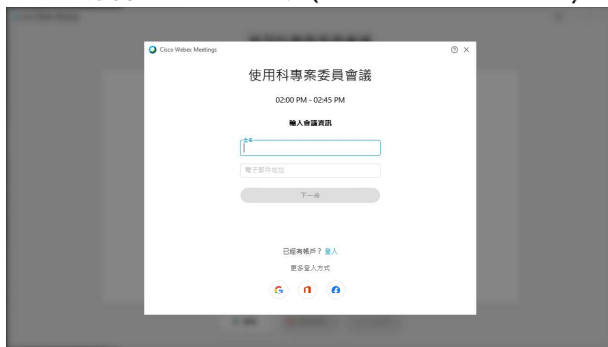 Cisco Webex Meetings
使用科專案委員會議
02:00 PM - 02:45 PM
輸入會議資訊
全名
電子郵件地址
下一步
已經有帳戶？ 登入
更多登入方式